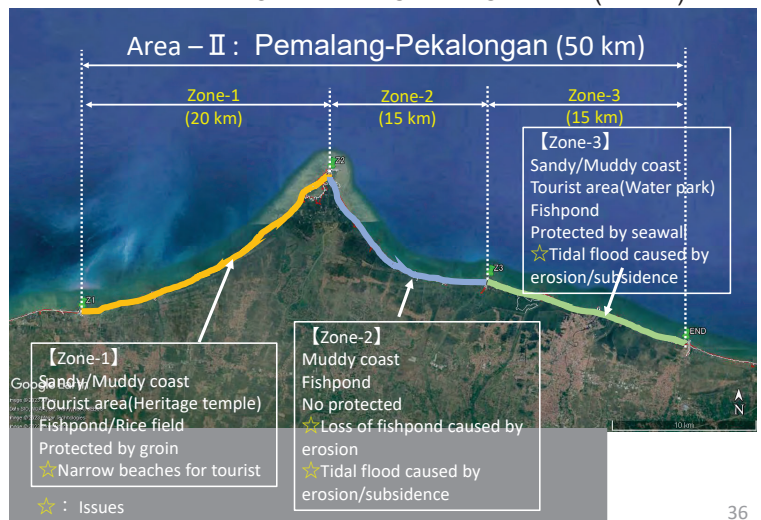 Area – Ⅱ : Pemalang-Pekalongan (50 km)
Zone-1
(20 km)
Zone-2
(15 km)
Zone-3
(15 km)
【Zone-3】
Sandy/Muddy coast
Tourist area(Water park)
Fishpond
Protected by seawall
☆Tidal flood caused by
erosion/subsidence
Z2
Z3
Z1
END
【Zone-1】
Sandy/Muddy coast
Tourist area(Heritage temple)
Fishpond/Rice field
Protected by groin
☆Narrow beaches for tourist
【Zone-2】
Muddy coast
Fishpond
No protected
☆Loss of fishpond caused by
erosion
☆Tidal flood caused by
erosion/subsidence
Google Earth
N
10 km
☆ : Issues
36